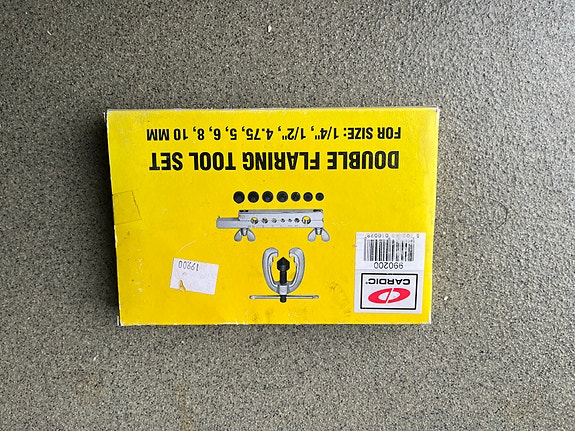 DOUBLE FLARING TOOL SET
FOR SIZE: 1/4", 1/2", 4.75, 5, 6, 8, 10 MM
19200
CARDIC
990200